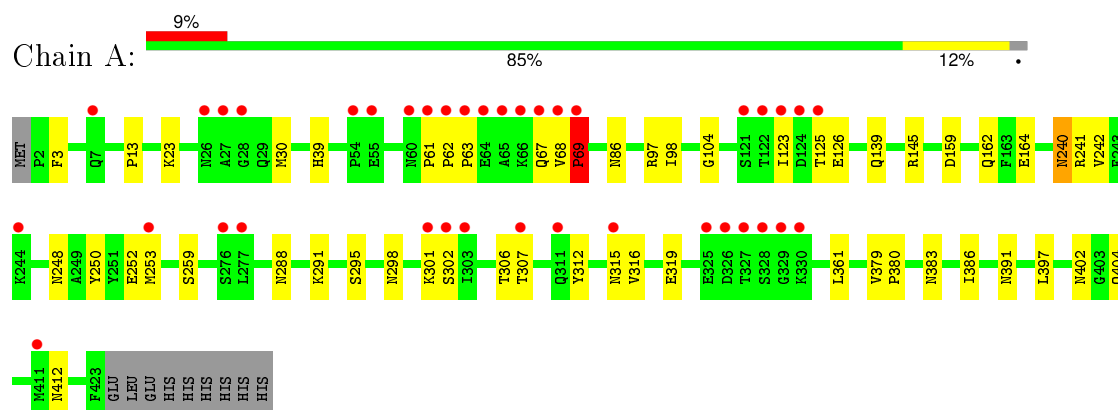 9%
Chain A:
85% 12% •
MET P2 F3 Q7 P13 K23 N26 A27 G28 Q29 M30 H39 P54 E55 N60 P61 P62 P63 E64 A65 K66 Q67 V68 P69 N86 R97 I98 G104 S121 T122 I123 D124 T125 E126 Q139 R145 D159 Q162 F163 E164 N240 R241 V242 E243
K244 N248 A249 Y250 Y251 E252 M253 S259 S276 L277 N288 K291 S295 N298 K301 S302 I303 T306 T307 Q311 Y312 N315 V316 E319 E325 D326 T327 S328 G329 K330 L361 V379 P380 N383 I386 N391 L397 N402 G403 Q404
M411 N412 F423 GLU LEU GLU HIS HIS HIS HIS HIS HIS